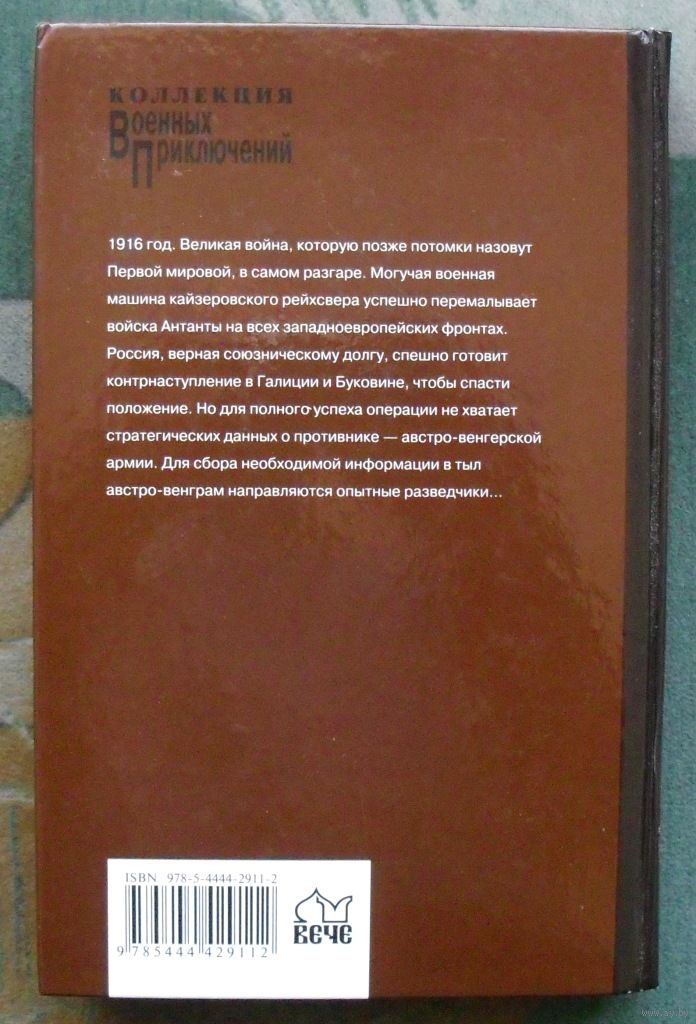 КОЛЛЕКЦИЯ
Военных
Приключений
1916 год. Великая война, которую позже потомки назовут
Первой мировой, в самом разгаре. Могучая военная
машина кайзеровского рейхсвера успешно перемалывает
войска Антанты на всех западноевропейских фронтах.
Россия, верная союзническому долгу, спешно готовит
контрнаступление в Галиции и Буковине, чтобы спасти
положение. Но для полного успеха операции не хватает
стратегических данных о противнике — австро-венгерской
армии. Для сбора необходимой информации в тыл
австро-венграм направляются опытные разведчики...
ISBN 978-5-4444-2911-2
9 785444 429112
ВЕЧЕ